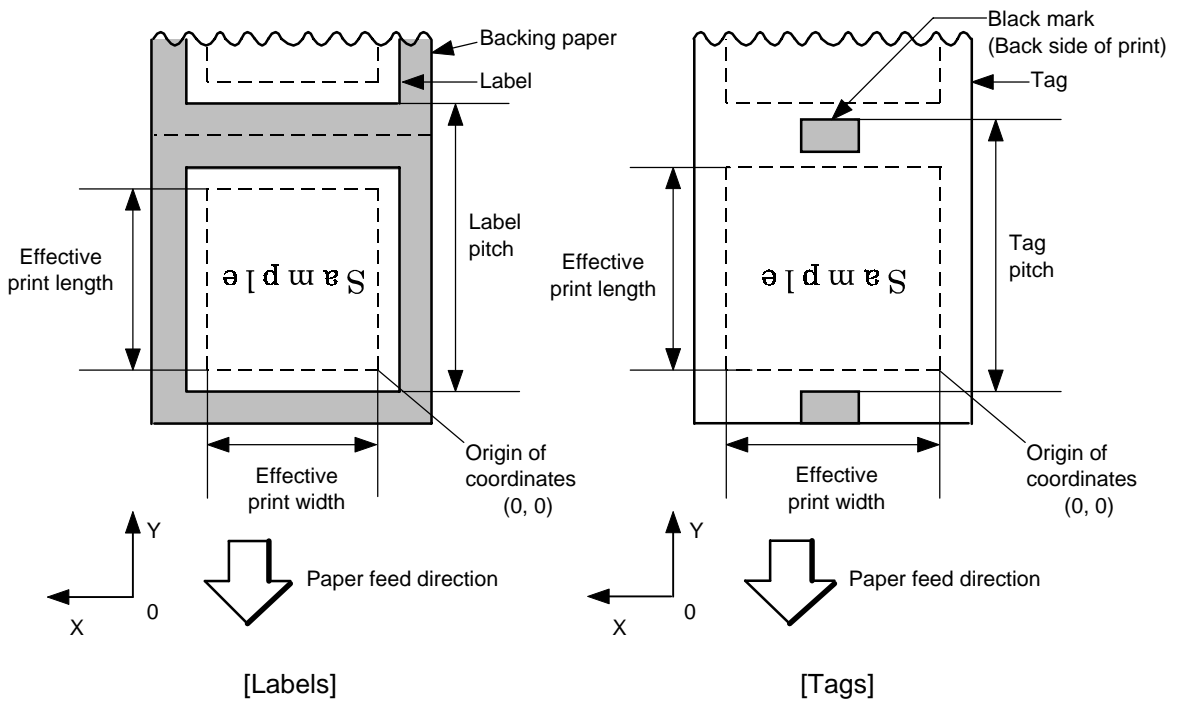 Backing paper
Label
Label
pitch
Effective
print length
Sample
Origin of
coordinates
(0, 0)
Effective
print width
Y
X
0
Paper feed direction
[Labels]
Black mark
(Back side of print)
Tag
Tag
pitch
Effective
print length
Sample
Origin of
coordinates
(0, 0)
Effective
print width
Y
X
0
Paper feed direction
[Tags]